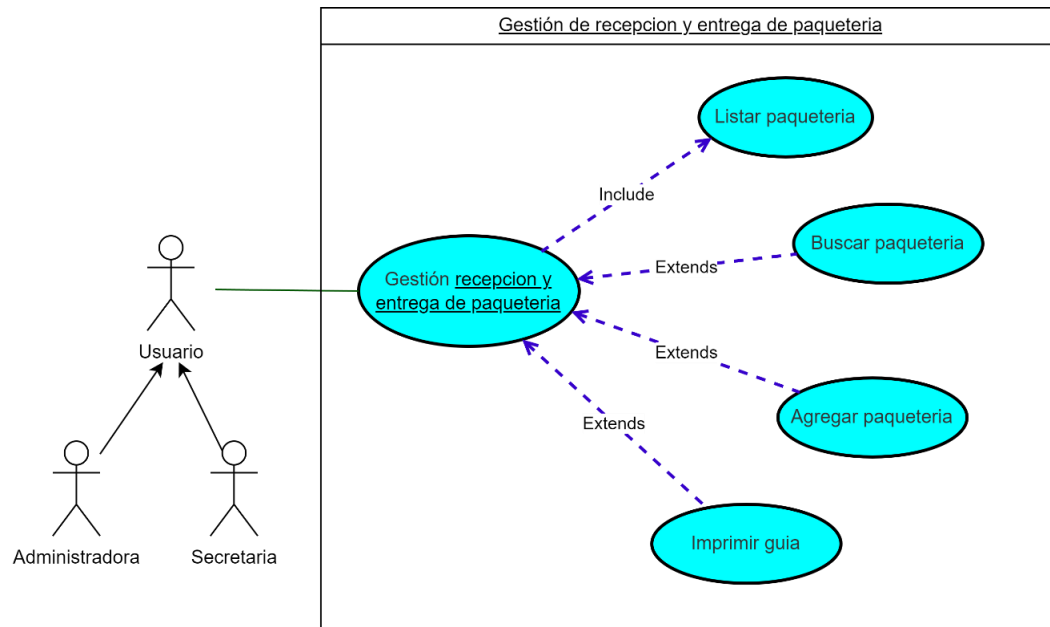 Gestión de recepcion y entrega de paqueteria
Listar paqueteria
Include
Buscar paqueteria
Extends
Gestión recepcion y
entrega de paqueteria
Usuario
Extends
Agregar paqueteria
Extends
Imprimir guia
Administradora
Secretaria